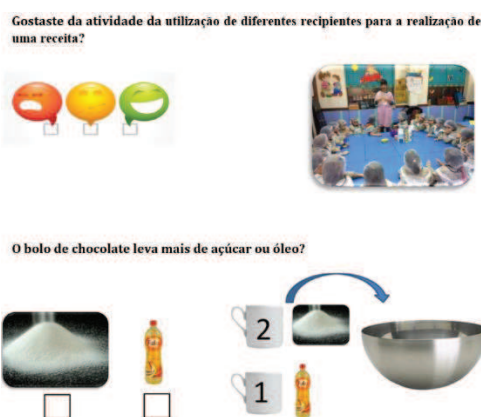 Gostaste da atividade da utilização de diferentes recipientes para a realização de
uma receita?
O bolo de chocolate leva mais de açúcar ou óleo?
2
1